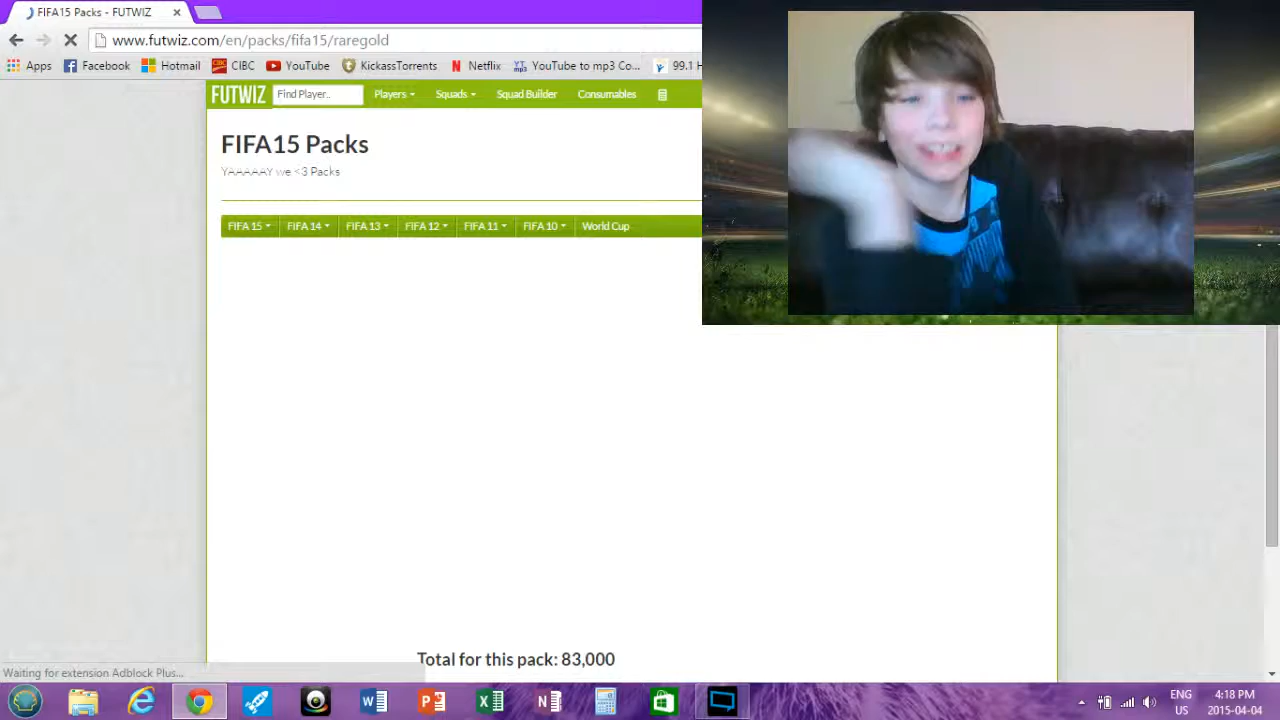 FIFA15 Packs - FUTWIZ
www.futwiz.com/en/packs/fifa15/raregold
Apps Facebook Hotmail CIBC YouTube KickassTorrents Netflix YouTube to mp3 Co... 99.1 H
FUTWIZ Find Player.. Players Squads Squad Builder Consumables
FIFA15 Packs
YAAAAAY we <3 Packs
FIFA 15 FIFA 14 FIFA 13 FIFA 12 FIFA 11 FIFA 10 World Cup
Total for this pack: 83,000
Waiting for extension Adblock Plus...
ENG 4:18 PM
US 2015-04-04